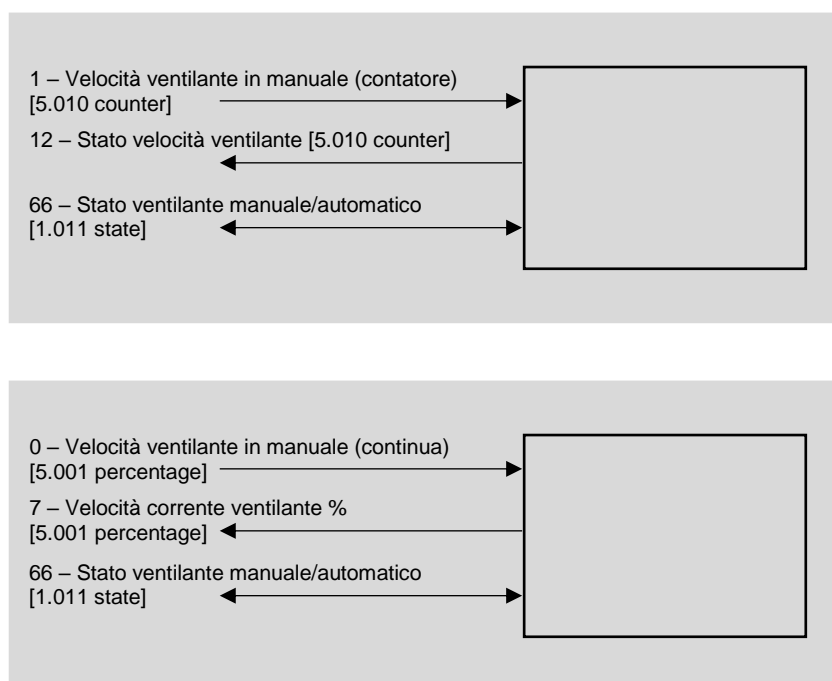 1 – Velocità ventilante in manuale (contatore)
[5.010 counter]
12 – Stato velocità ventilante [5.010 counter]
66 – Stato ventilante manuale/automatico
[1.011 state]
0 – Velocità ventilante in manuale (continua)
[5.001 percentage]
7 – Velocità corrente ventilante %
[5.001 percentage]
66 – Stato ventilante manuale/automatico
[1.011 state]